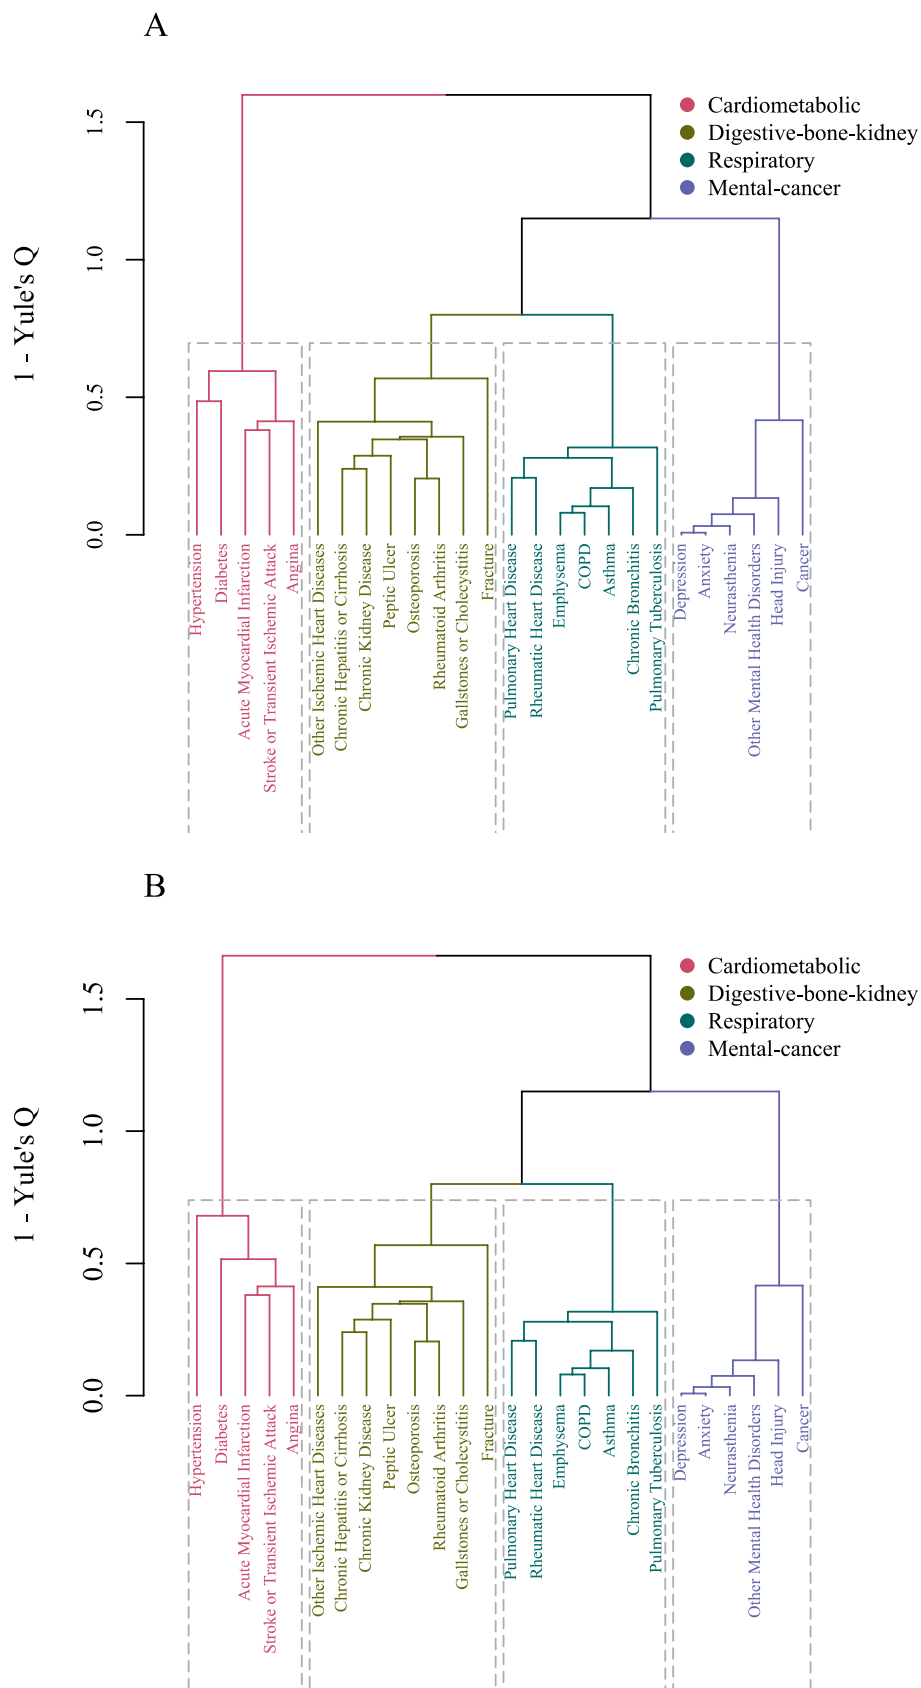 A
Cardiometabolic
Digestive-bone-kidney
Respiratory
Mental-cancer
1 - Yule's Q
1.5
1.0
0.5
0.0
Hypertension
Diabetes
Acute Myocardial Infarction
Stroke or Transient Ischemic Attack
Angina
Other Ischemic Heart Diseases
Chronic Hepatitis or Cirrhosis
Chronic Kidney Disease
Peptic Ulcer
Osteoporosis
Rheumatoid Arthritis
Gallstones or Cholecystitis
Fracture
Pulmonary Heart Disease
Rheumatic Heart Disease
Emphysema
COPD
Asthma
Chronic Bronchitis
Pulmonary Tuberculosis
Depression
Anxiety
Neurasthenia
Other Mental Health Disorders
Head Injury
Cancer
B
Cardiometabolic
Digestive-bone-kidney
Respiratory
Mental-cancer
1 - Yule's Q
1.5
1.0
0.5
0.0
Hypertension
Diabetes
Acute Myocardial Infarction
Stroke or Transient Ischemic Attack
Angina
Other Ischemic Heart Diseases
Chronic Hepatitis or Cirrhosis
Chronic Kidney Disease
Peptic Ulcer
Osteoporosis
Rheumatoid Arthritis
Gallstones or Cholecystitis
Fracture
Pulmonary Heart Disease
Rheumatic Heart Disease
Emphysema
COPD
Asthma
Chronic Bronchitis
Pulmonary Tuberculosis
Depression
Anxiety
Neurasthenia
Other Mental Health Disorders
Head Injury
Cancer